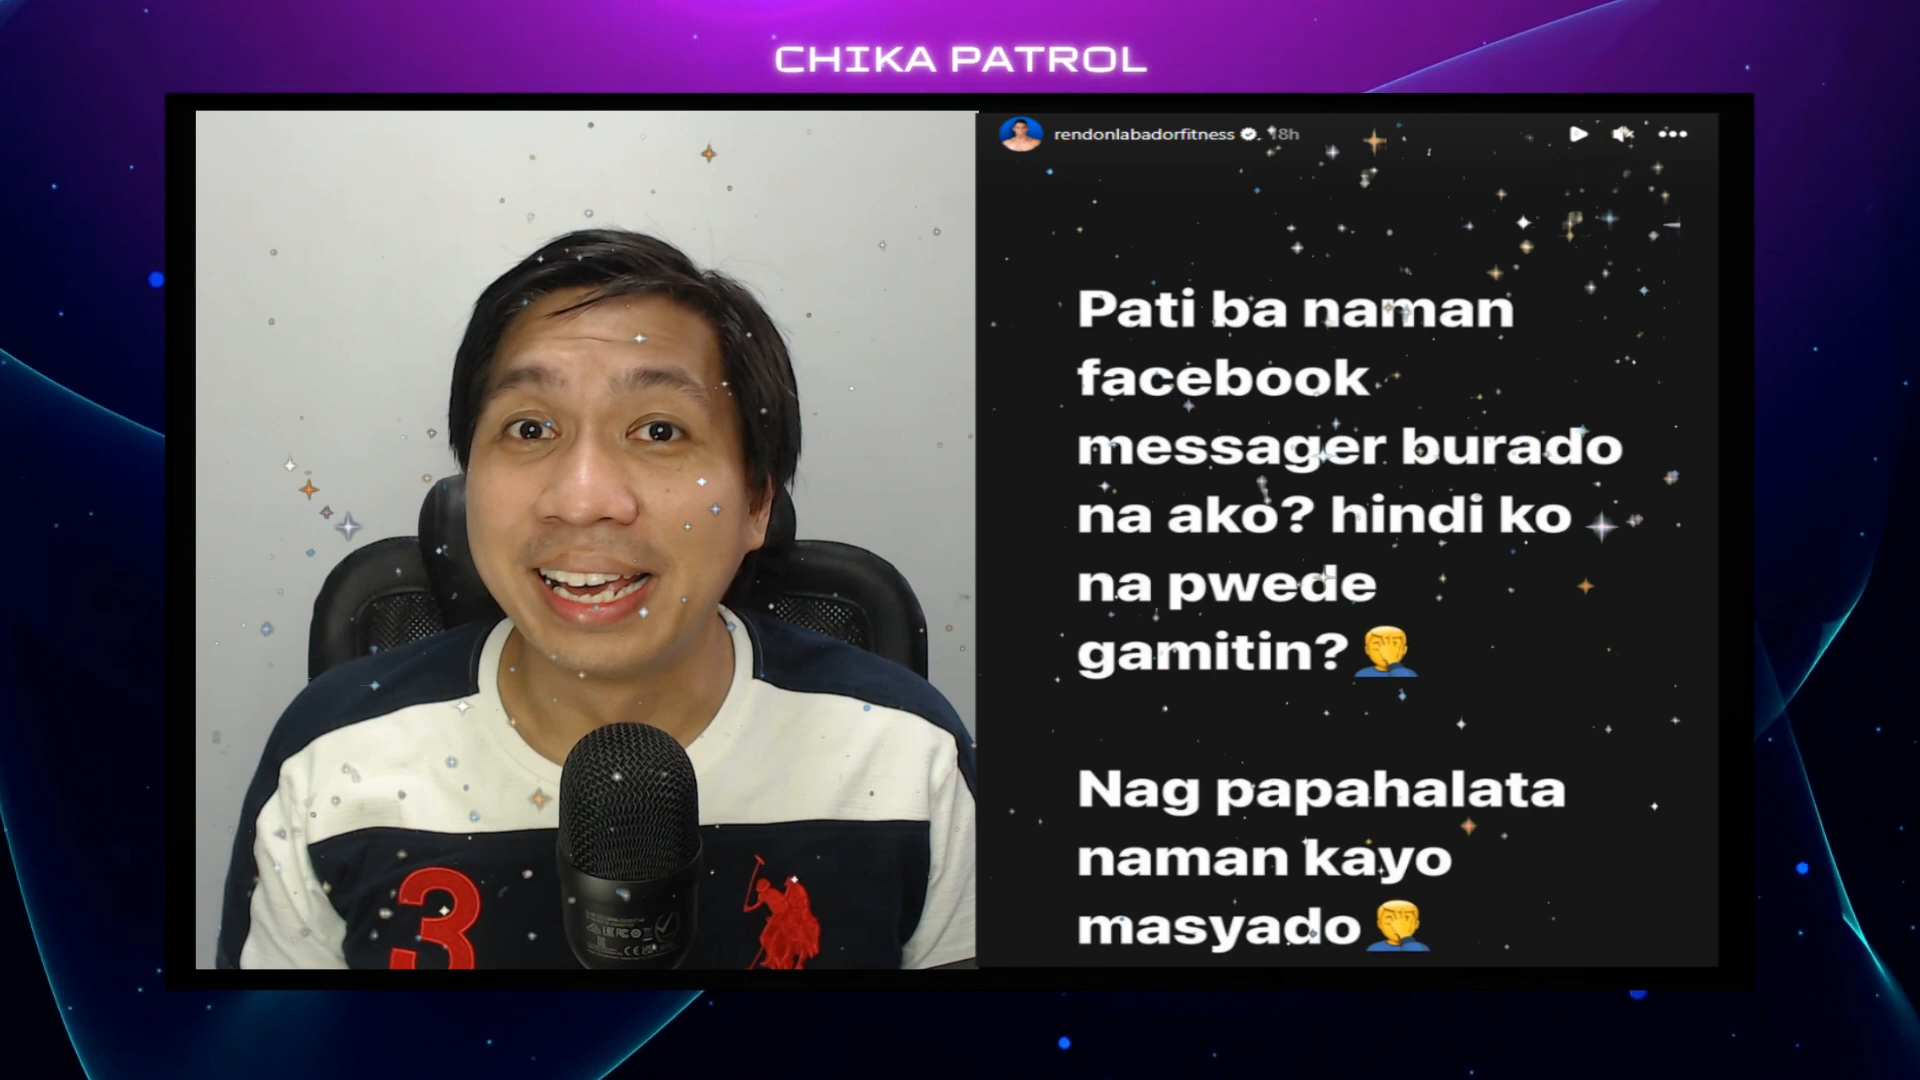 CHIKA PATROL
rendonlabadorfitness 18h
Pati ba naman
facebook
messager burado
na ako? hindi ko
na pwede
gamitin?🤦‍♂️
Nag papahalata
naman kayo
masyado🤦‍♂️
3